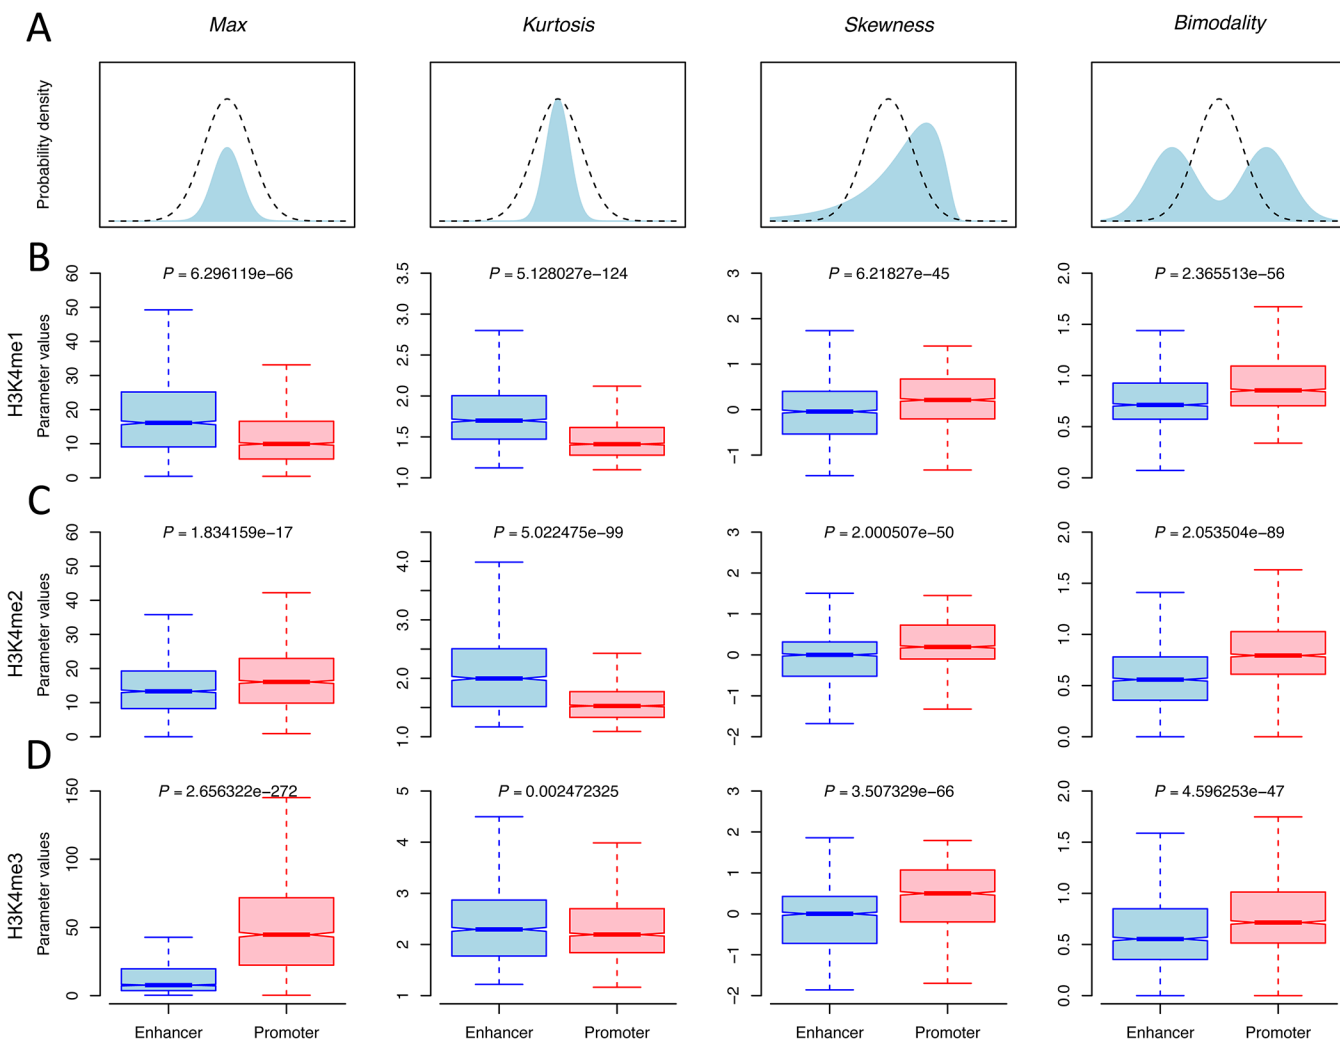 A
Max
Kurtosis
Skewness
Bimodality
Probability density
B
H3K4me1
Parameter values
P = 6.296119e−66
0 10 20 30 40 50 60
P = 5.128027e−124
1.0 1.5 2.0 2.5 3.0 3.5
P = 6.21827e−45
−1 0 1 2 3
P = 2.365513e−56
0.0 0.5 1.0 1.5 2.0
C
H3K4me2
Parameter values
P = 1.834159e−17
0 10 20 30 40 50 60
P = 5.022475e−99
1.0 2.0 3.0 4.0
P = 2.000507e−50
−2 −1 0 1 2 3
P = 2.053504e−89
0.0 0.5 1.0 1.5 2.0
D
H3K4me3
Parameter values
P = 2.656322e−272
0 50 100 150
P = 0.002472325
1 2 3 4 5
P = 3.507329e−66
−2 −1 0 1 2 3
P = 4.596253e−47
0.0 0.5 1.0 1.5 2.0
Enhancer Promoter
Enhancer Promoter
Enhancer Promoter
Enhancer Promoter